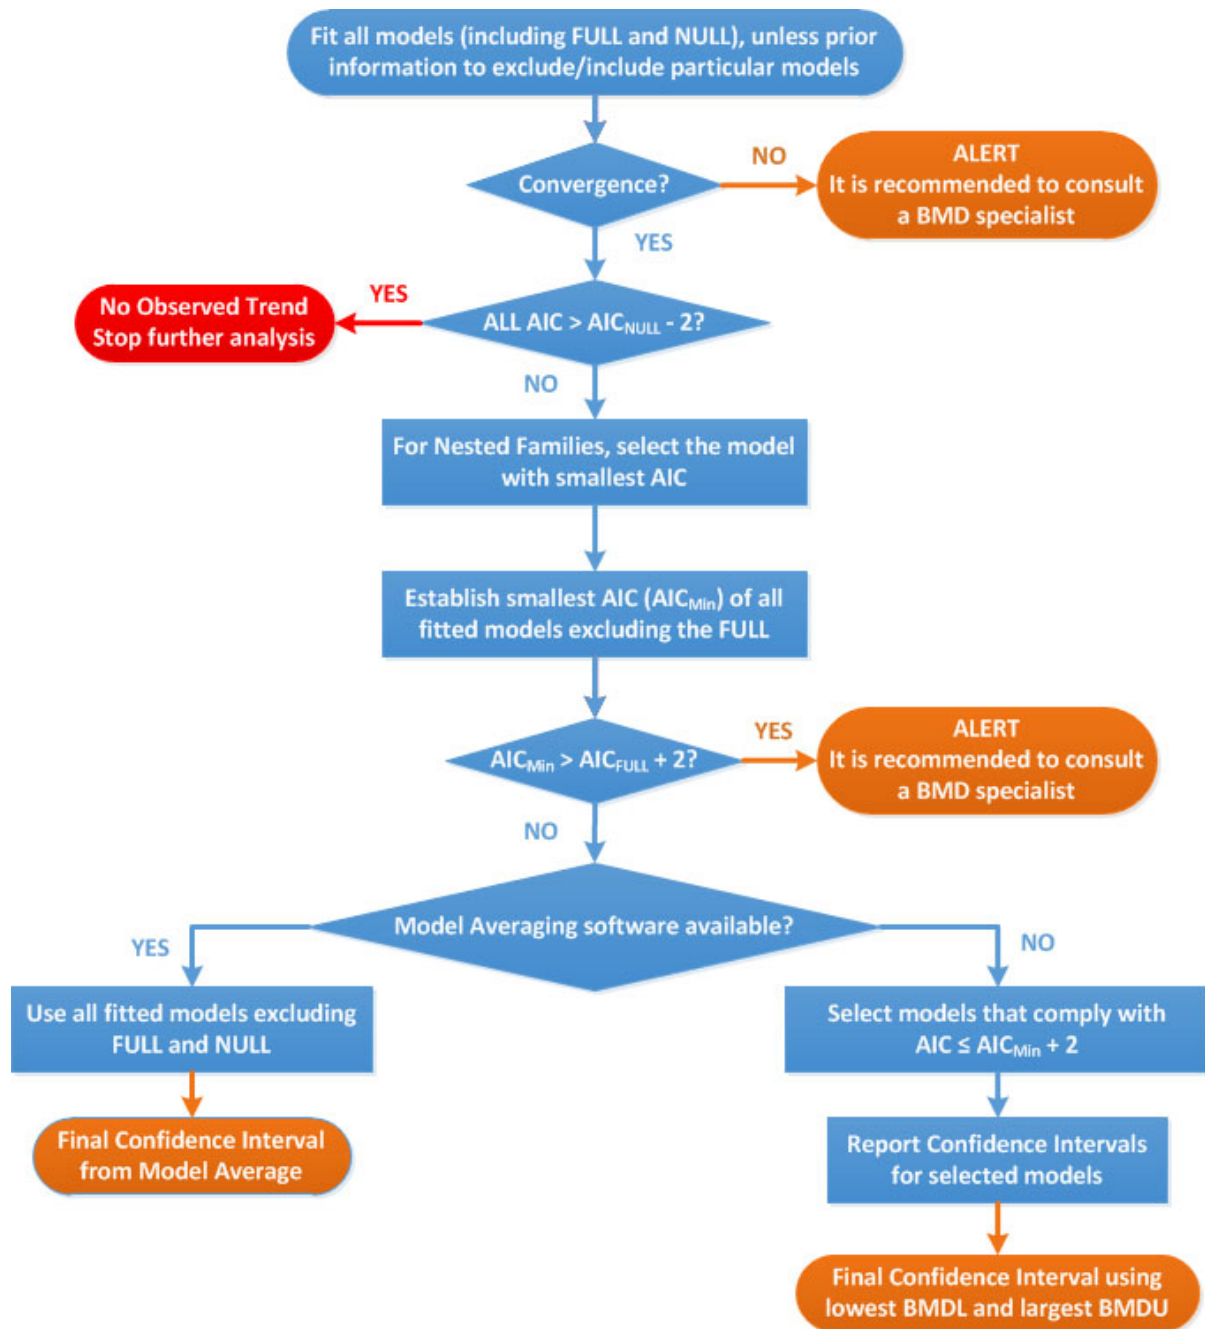 Fit all models (including FULL and NULL), unless prior
information to exclude/include particular models
Convergence?
NO
ALERT
It is recommended to consult
a BMD specialist
YES
ALL AIC > AIC_NULL - 2?
YES
No Observed Trend
Stop further analysis
NO
For Nested Families, select the model
with smallest AIC
Establish smallest AIC (AIC_Min) of all
fitted models excluding the FULL
AIC_Min > AIC_FULL + 2?
YES
ALERT
It is recommended to consult
a BMD specialist
NO
Model Averaging software available?
YES
Use all fitted models excluding
FULL and NULL
Final Confidence Interval
from Model Average
NO
Select models that comply with
AIC ≤ AIC_Min + 2
Report Confidence Intervals
for selected models
Final Confidence Interval using
lowest BMDL and largest BMDU